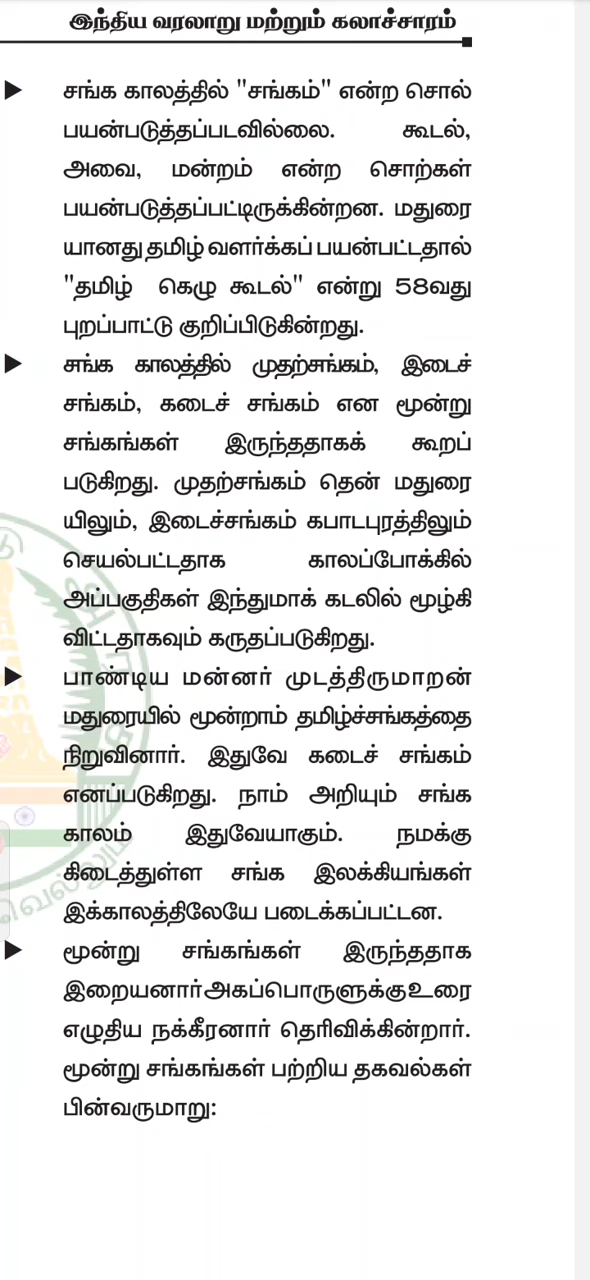 இந்திய வரலாறு மற்றும் கலாச்சாரம்
▶ சங்க காலத்தில் "சங்கம்" என்ற சொல்
பயன்படுத்தப்படவில்லை. கூடல்,
அவை, மன்றம் என்ற சொற்கள்
பயன்படுத்தப்பட்டிருக்கின்றன. மதுரை
யானது தமிழ் வளர்க்கப் பயன்பட்டதால்
"தமிழ் கெழு கூடல்" என்று 58வது
புறப்பாட்டு குறிப்பிடுகின்றது.
▶ சங்க காலத்தில் முதற்சங்கம், இடைச்
சங்கம், கடைச் சங்கம் என மூன்று
சங்கங்கள் இருந்ததாகக் கூறப்
படுகிறது. முதற்சங்கம் தென் மதுரை
யிலும், இடைச்சங்கம் கபாடபுரத்திலும்
செயல்பட்டதாக காலப்போக்கில்
அப்பகுதிகள் இந்துமாக் கடலில் மூழ்கி
விட்டதாகவும் கருதப்படுகிறது.
▶ பாண்டிய மன்னர் முடத்திருமாறன்
மதுரையில் மூன்றாம் தமிழ்ச்சங்கத்தை
நிறுவினார். இதுவே கடைச் சங்கம்
எனப்படுகிறது. நாம் அறியும் சங்க
காலம் இதுவேயாகும். நமக்கு
கிடைத்துள்ள சங்க இலக்கியங்கள்
இக்காலத்திலேயே படைக்கப்பட்டன.
▶ மூன்று சங்கங்கள் இருந்ததாக
இறையனார் அகப்பொருளுக்கு உரை
எழுதிய நக்கீரனார் தெரிவிக்கின்றார்.
மூன்று சங்கங்கள் பற்றிய தகவல்கள்
பின்வருமாறு: